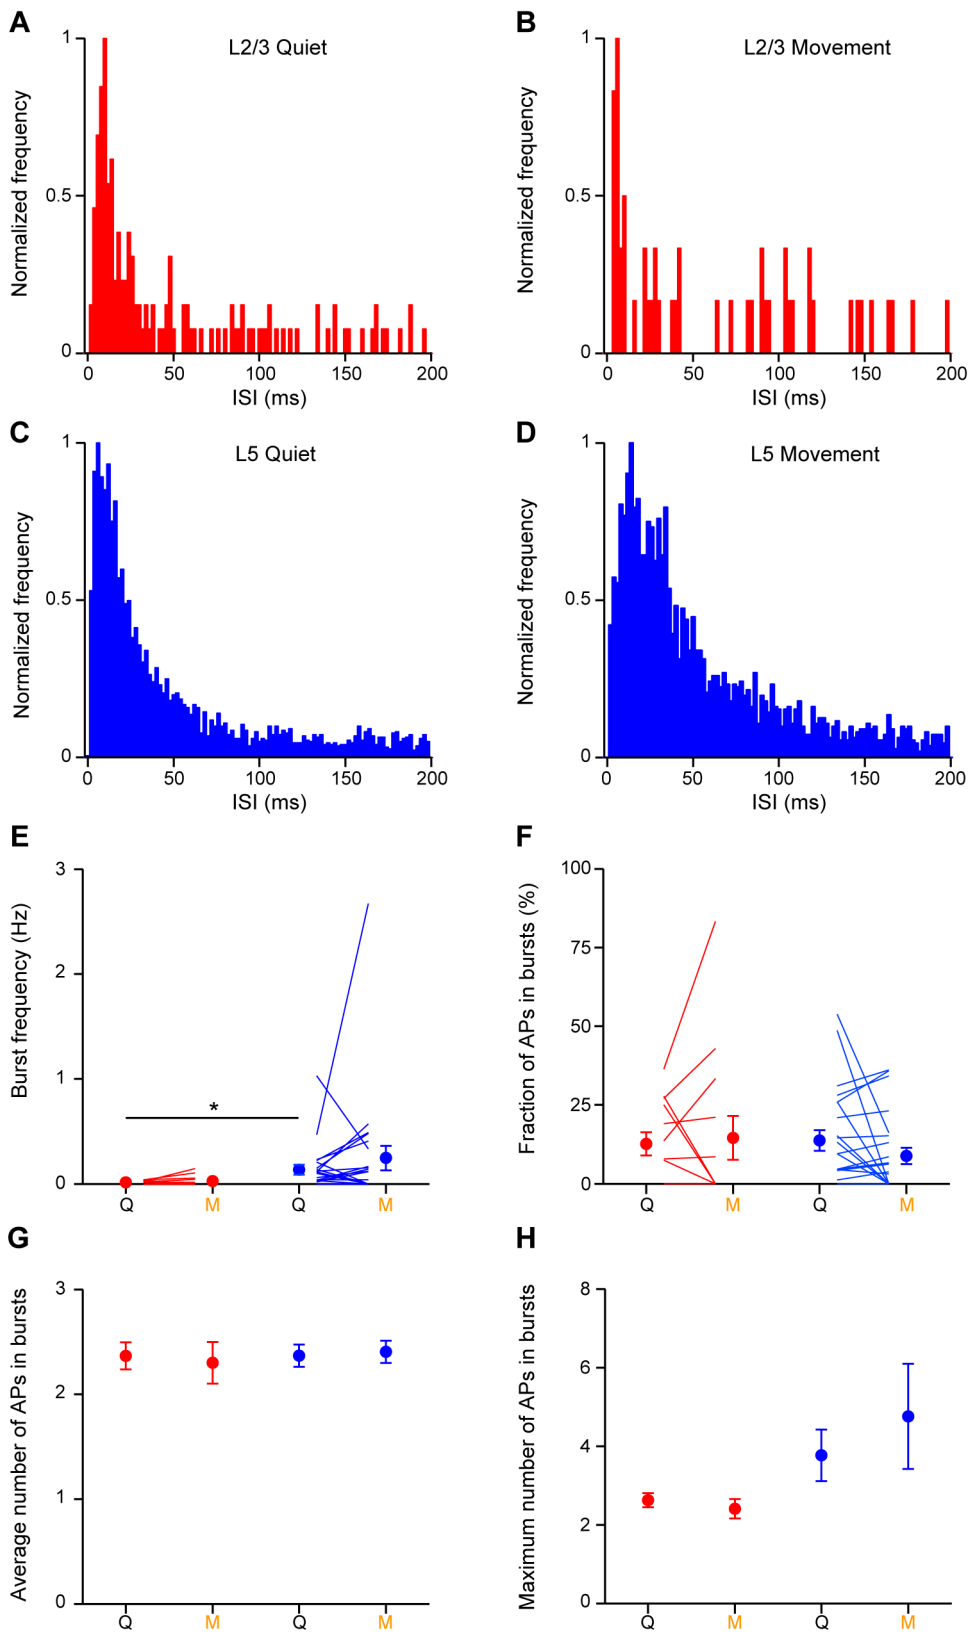 A
B
L2/3 Quiet
L2/3 Movement
Normalized frequency
1
0.5
0
0 50 100 150 200
ISI (ms)
Normalized frequency
1
0.5
0
0 50 100 150 200
ISI (ms)
C
D
L5 Quiet
L5 Movement
Normalized frequency
1
0.5
0
0 50 100 150 200
ISI (ms)
Normalized frequency
1
0.5
0
0 50 100 150 200
ISI (ms)
E
F
Burst frequency (Hz)
3
2
1
0
*
Q M Q M
Fraction of APs in bursts (%)
100
75
50
25
0
Q M Q M
G
H
Average number of APs in bursts
3
2
1
0
Q M Q M
Maximum number of APs in bursts
8
6
4
2
0
Q M Q M